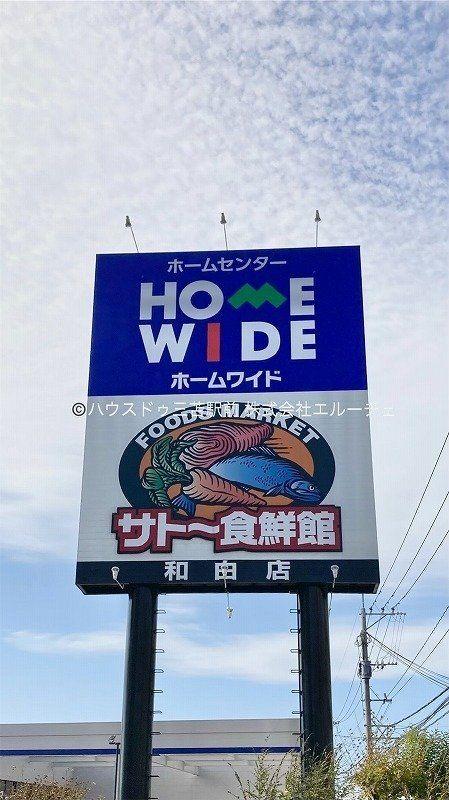 ホームセンター
HOME
WIDE
ホームワイド
©ハウスドゥ三苫駅前 株式会社エルーチェ
FOODS MARKET
サトー食鮮館
和白店